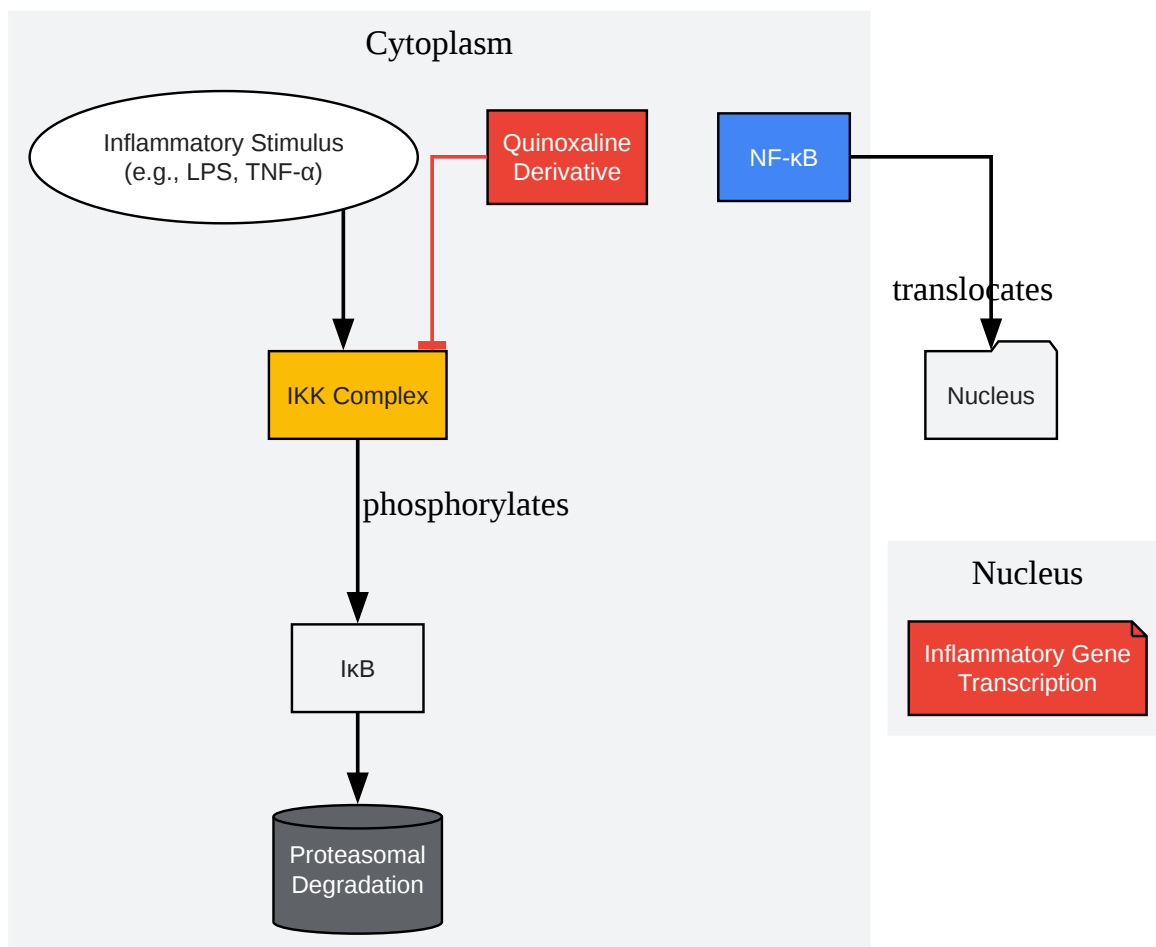 Cytoplasm
Inflammatory Stimulus
(e.g., LPS, TNF-α)
Quinoxaline
Derivative
NF-κB
translocates
IKK Complex
Nucleus
phosphorylates
Nucleus
IκB
Inflammatory Gene
Transcription
Proteasomal
Degradation